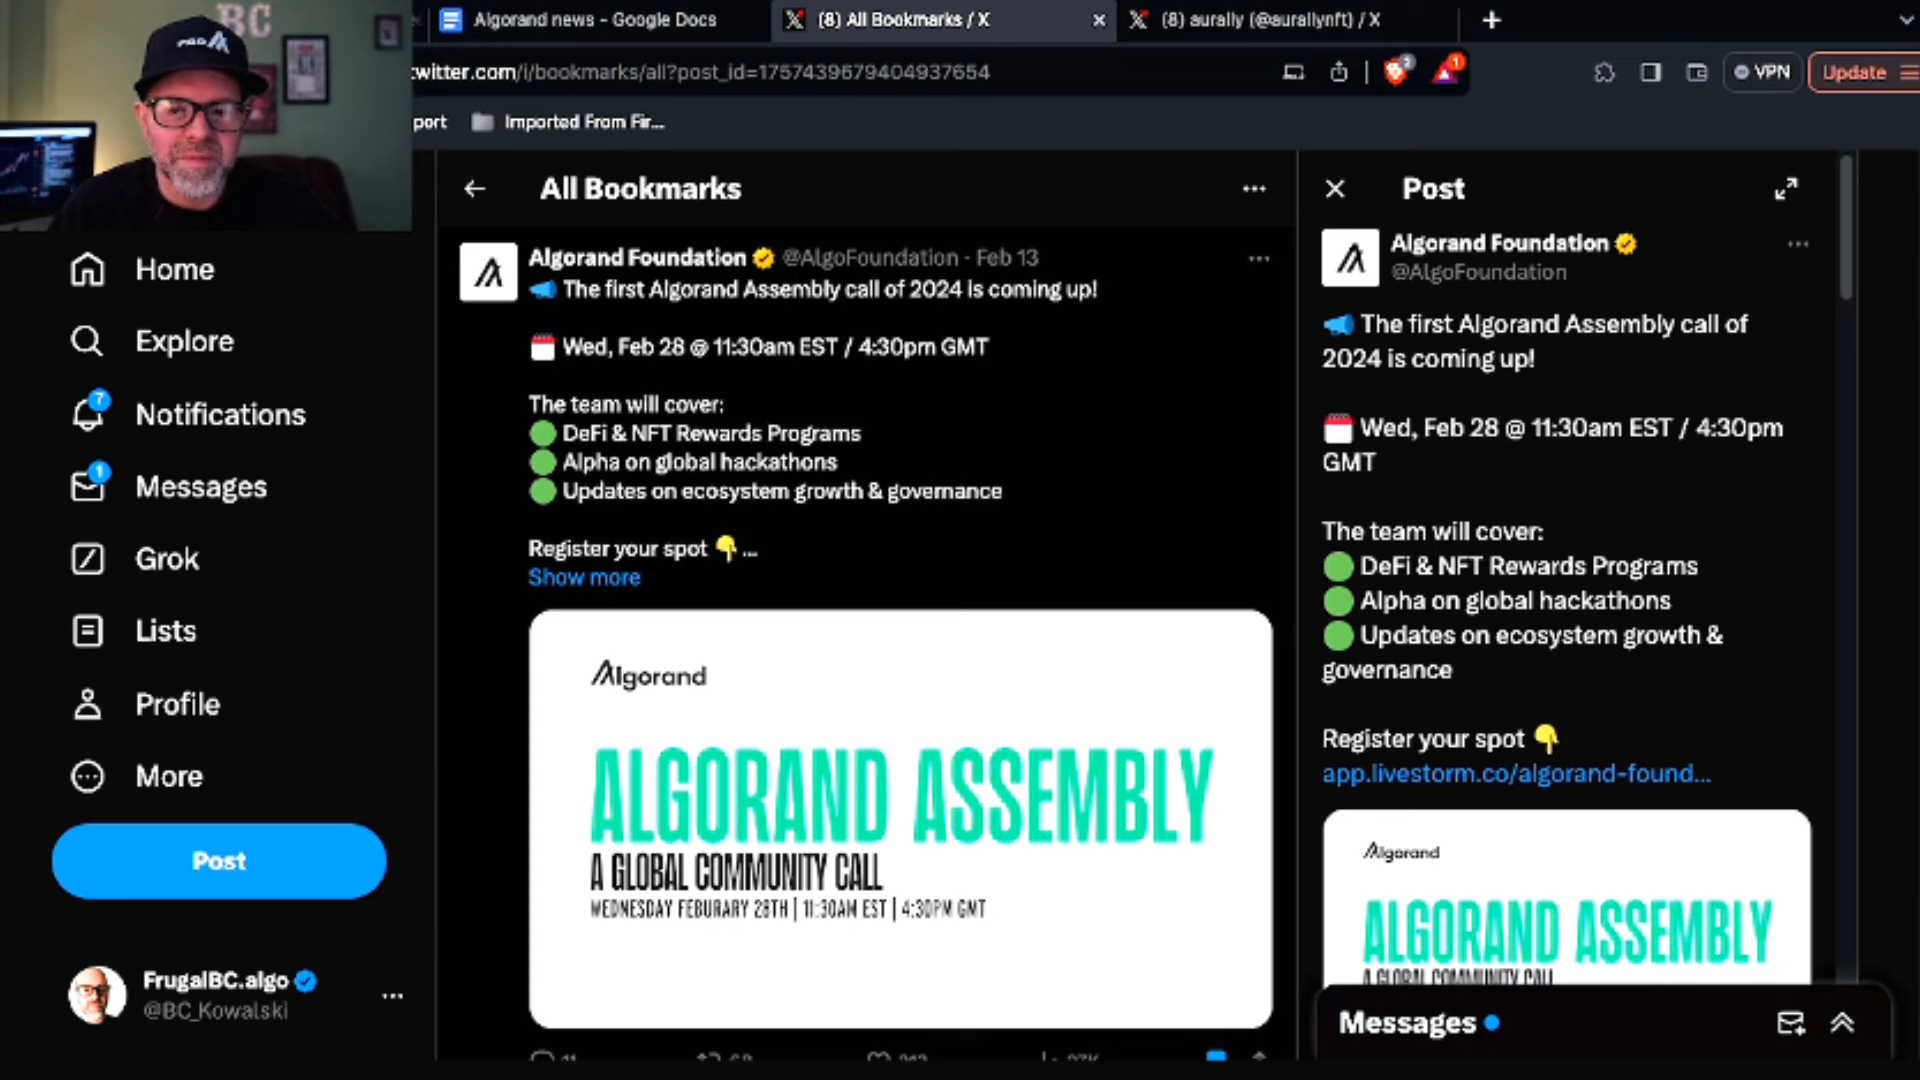 BC
Algorand news - Google Docs
(8) All Bookmarks / X
(8) aurally (@aurallynft) / X
twitter.com/i/bookmarks/all?post_id=1757439679404937654
3
1
VPN
Update
port
Imported From Fir...
Home
Explore
7
Notifications
1
Messages
Grok
Lists
Profile
More
Post
FrugalBC.algo
@BC_Kowalski
All Bookmarks
Algorand Foundation @AlgoFoundation · Feb 13
The first Algorand Assembly call of 2024 is coming up!
Wed, Feb 28 @ 11:30am EST / 4:30pm GMT
The team will cover:
DeFi & NFT Rewards Programs
Alpha on global hackathons
Updates on ecosystem growth & governance
Register your spot 👇 ...
Show more
Algorand
ALGORAND ASSEMBLY
A GLOBAL COMMUNITY CALL
WEDNESDAY FEBURARY 28TH | 11:30AM EST | 4:30PM GMT
Post
Algorand Foundation
@AlgoFoundation
The first Algorand Assembly call of
2024 is coming up!
Wed, Feb 28 @ 11:30am EST / 4:30pm
GMT
The team will cover:
DeFi & NFT Rewards Programs
Alpha on global hackathons
Updates on ecosystem growth &
governance
Register your spot 👇
app.livestorm.co/algorand-found...
Algorand
ALGORAND ASSEMBLY
A GLOBAL COMMUNITY CALL
Messages